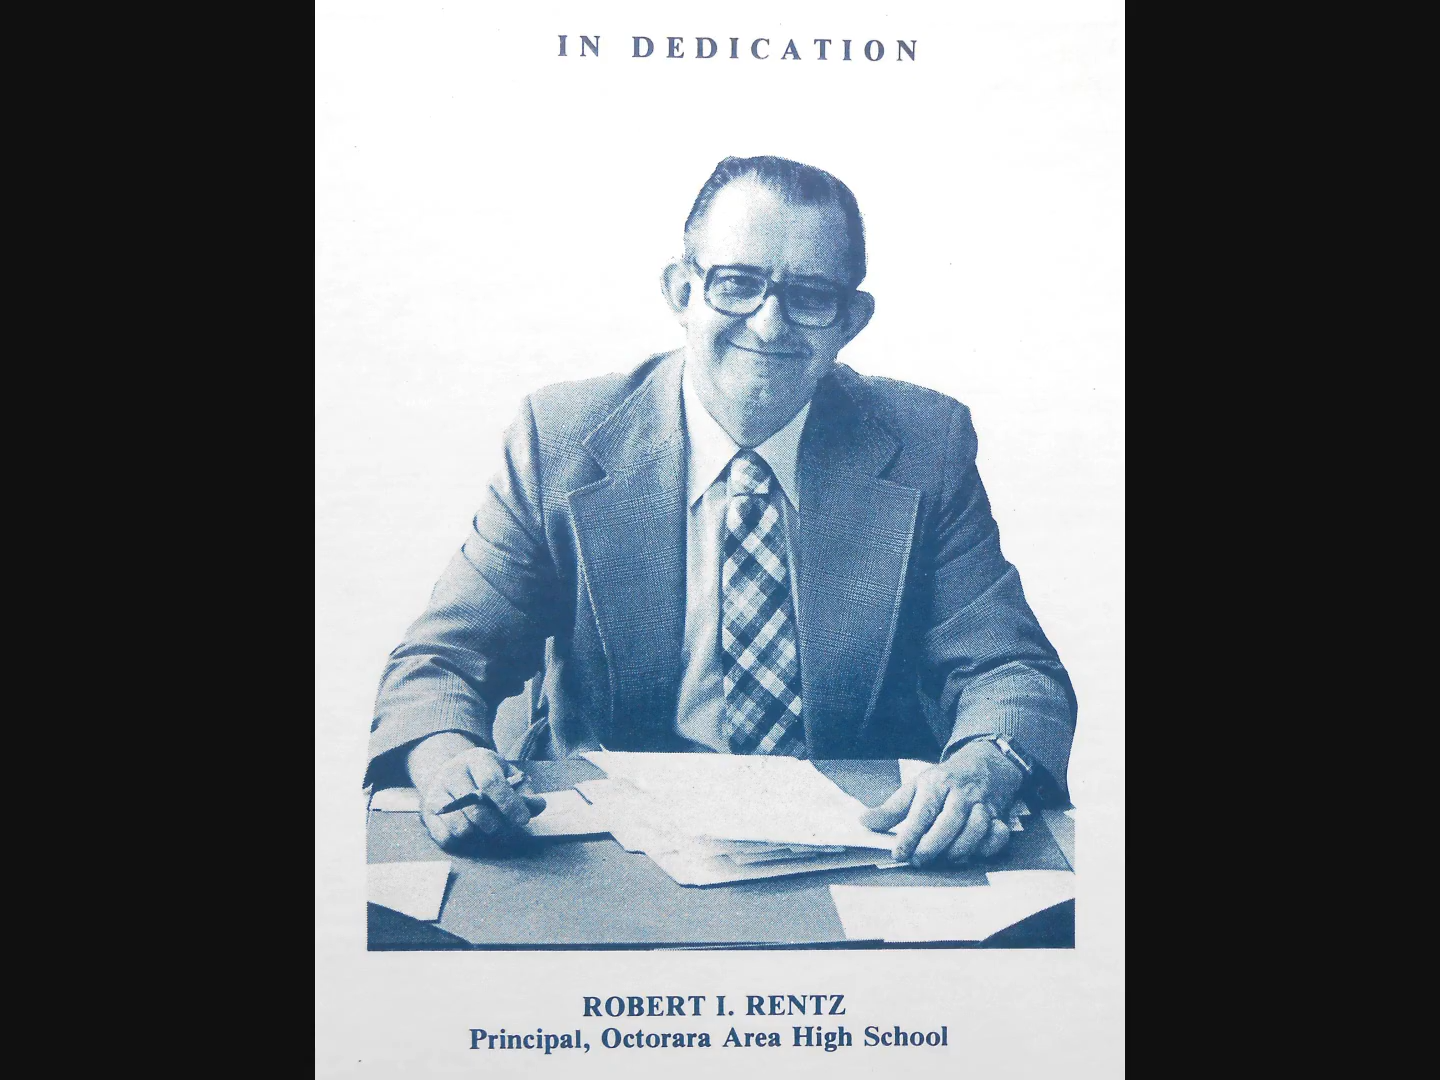 IN DEDICATION
ROBERT I. RENTZ
Principal, Octorara Area High School